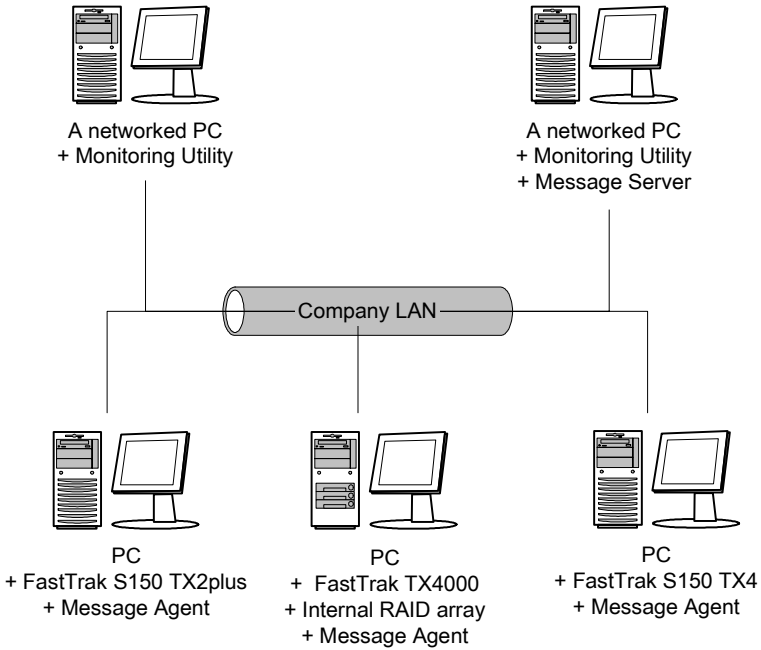 A networked PC
+ Monitoring Utility
A networked PC
+ Monitoring Utility
+ Message Server
Company LAN
PC
+ FastTrak S150 TX2plus
+ Message Agent
PC
+ FastTrak TX4000
+ Internal RAID array
+ Message Agent
PC
+ FastTrak S150 TX4
+ Message Agent